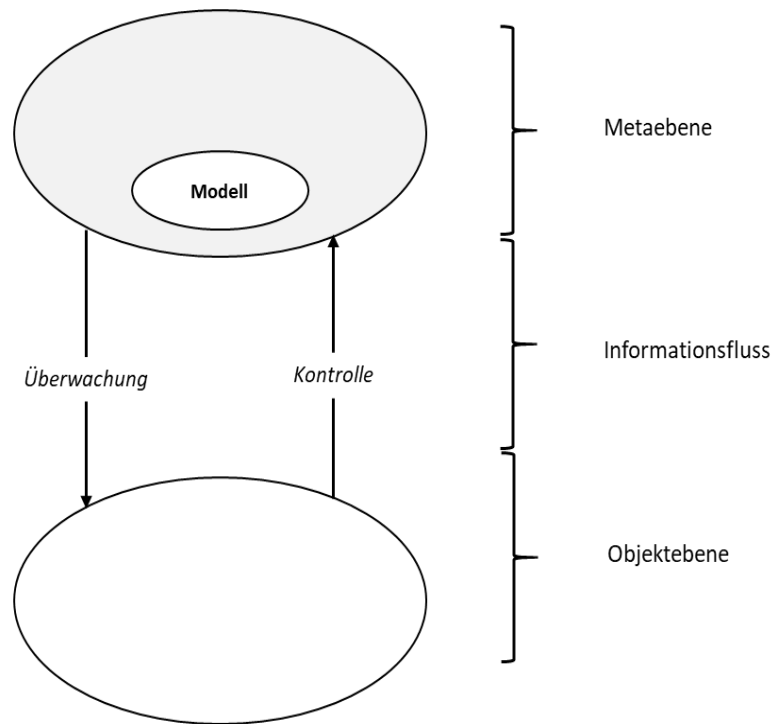 Metaebene
Modell
Überwachung
Kontrolle
Informationsfluss
Objektebene